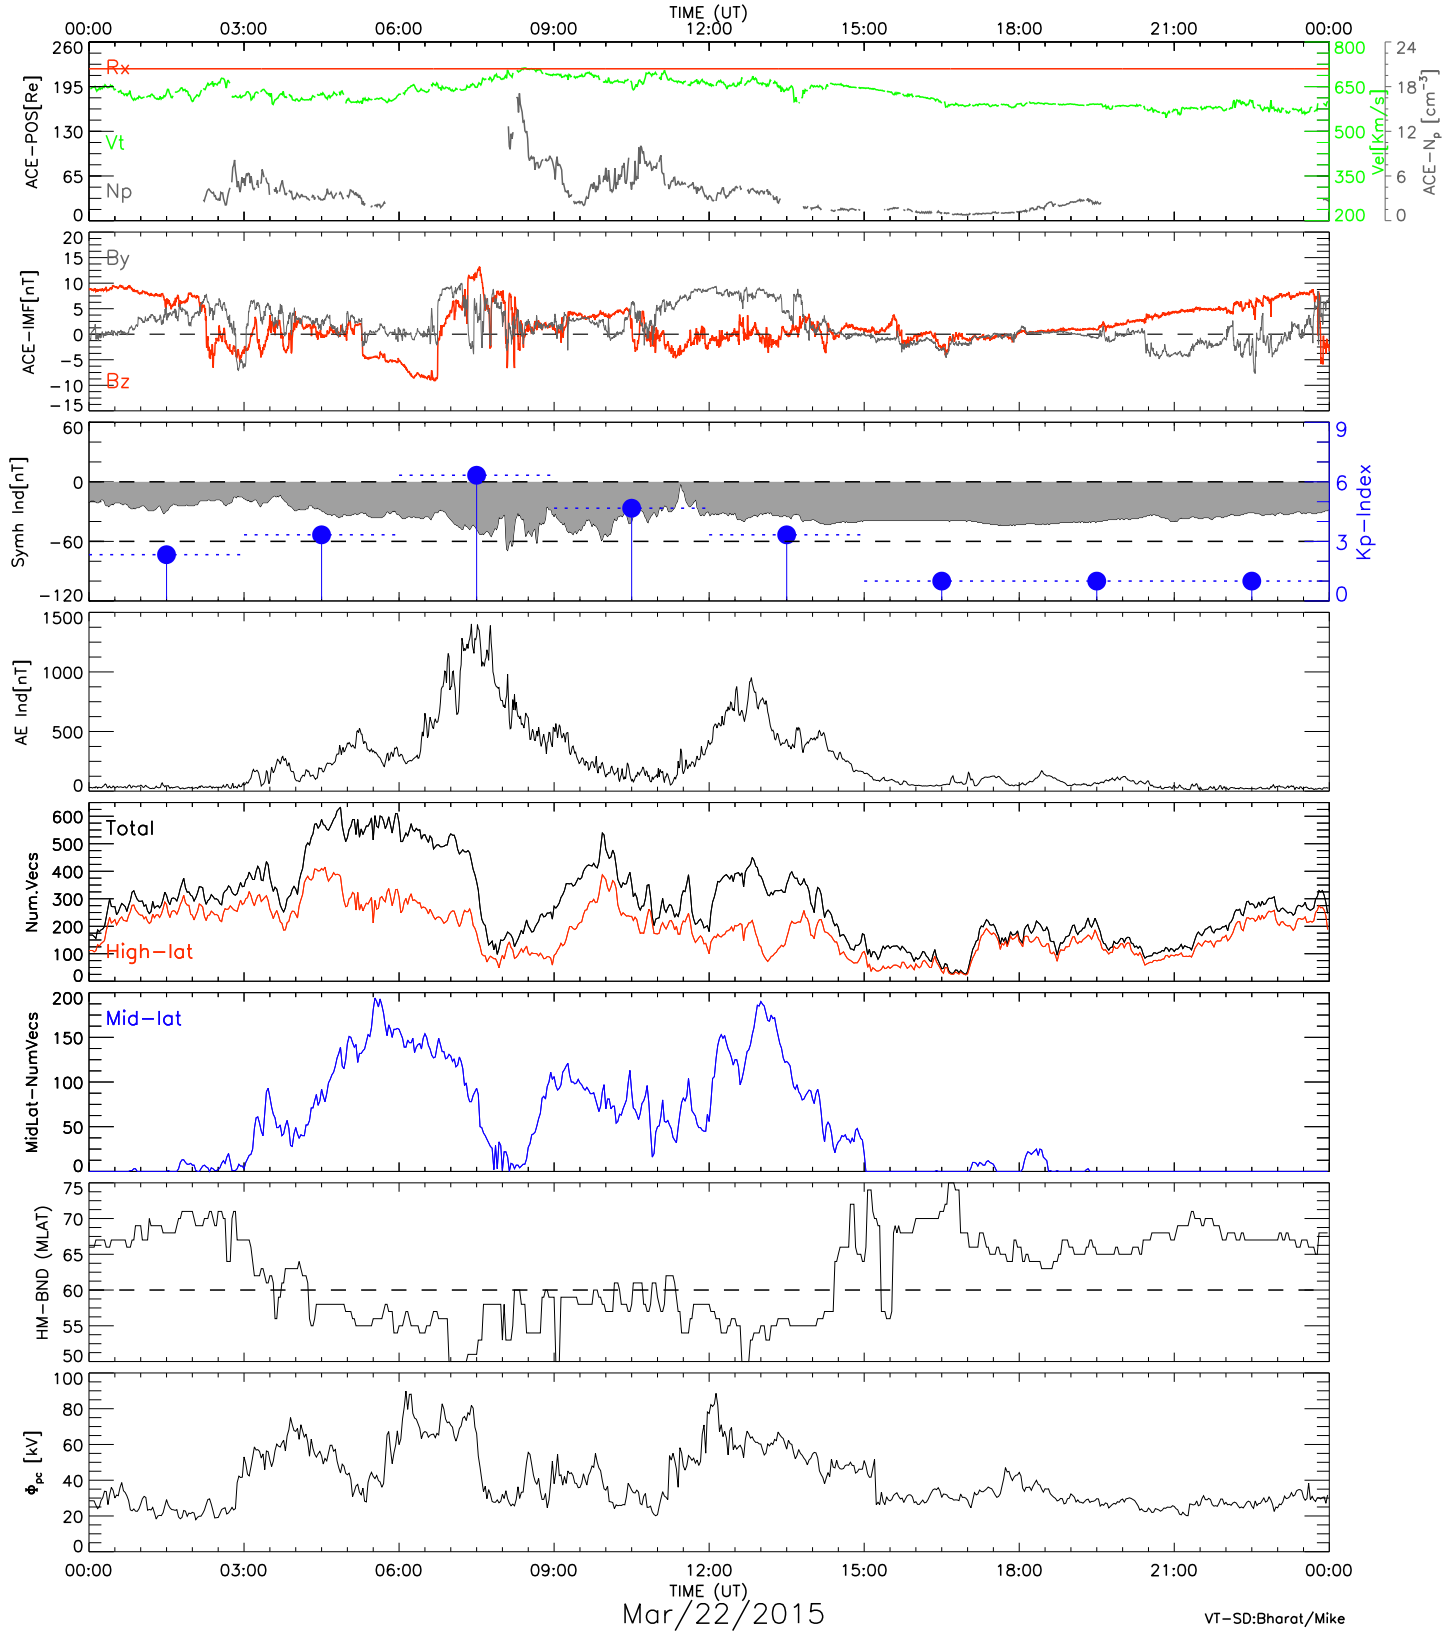 TIME (UT)
00:00 03:00 06:00 09:00 12:00 15:00 18:00 21:00 00:00
260 195 130 65 0
ACE-POS[Re]
Rx
Vt
Np
800 650 500 350 200
Vel[Km/s]
24 18 12 6 0
ACE-Np [cm-3]
20 15 10 5 0 -5 -10 -15
ACE-IMF[nT]
By
Bz
60 0 -60 -120
Symh Ind[nT]
9 6 3 0
Kp-Index
1500 1000 500 0
AE Ind[nT]
600 500 400 300 200 100 0
Num.Vecs
Total
High-lat
200 150 100 50 0
MidLat-NumVecs
Mid-lat
75 70 65 60 55 50
HM-BND (MLAT)
100 80 60 40 20 0
Φpc [kV]
00:00 03:00 06:00 09:00 12:00 15:00 18:00 21:00 00:00
TIME (UT)
Mar/22/2015
VT-SD:Bharat/Mike